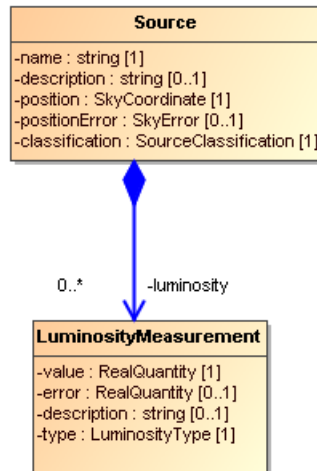 Source
-name : string [1]
-description : string [0..1]
-position : SkyCoordinate [1]
-positionError : SkyError [0..1]
-classification : SourceClassification [1]
0..* -luminosity
LuminosityMeasurement
-value : RealQuantity [1]
-error : RealQuantity [0..1]
-description : string [0..1]
-type : LuminosityType [1]